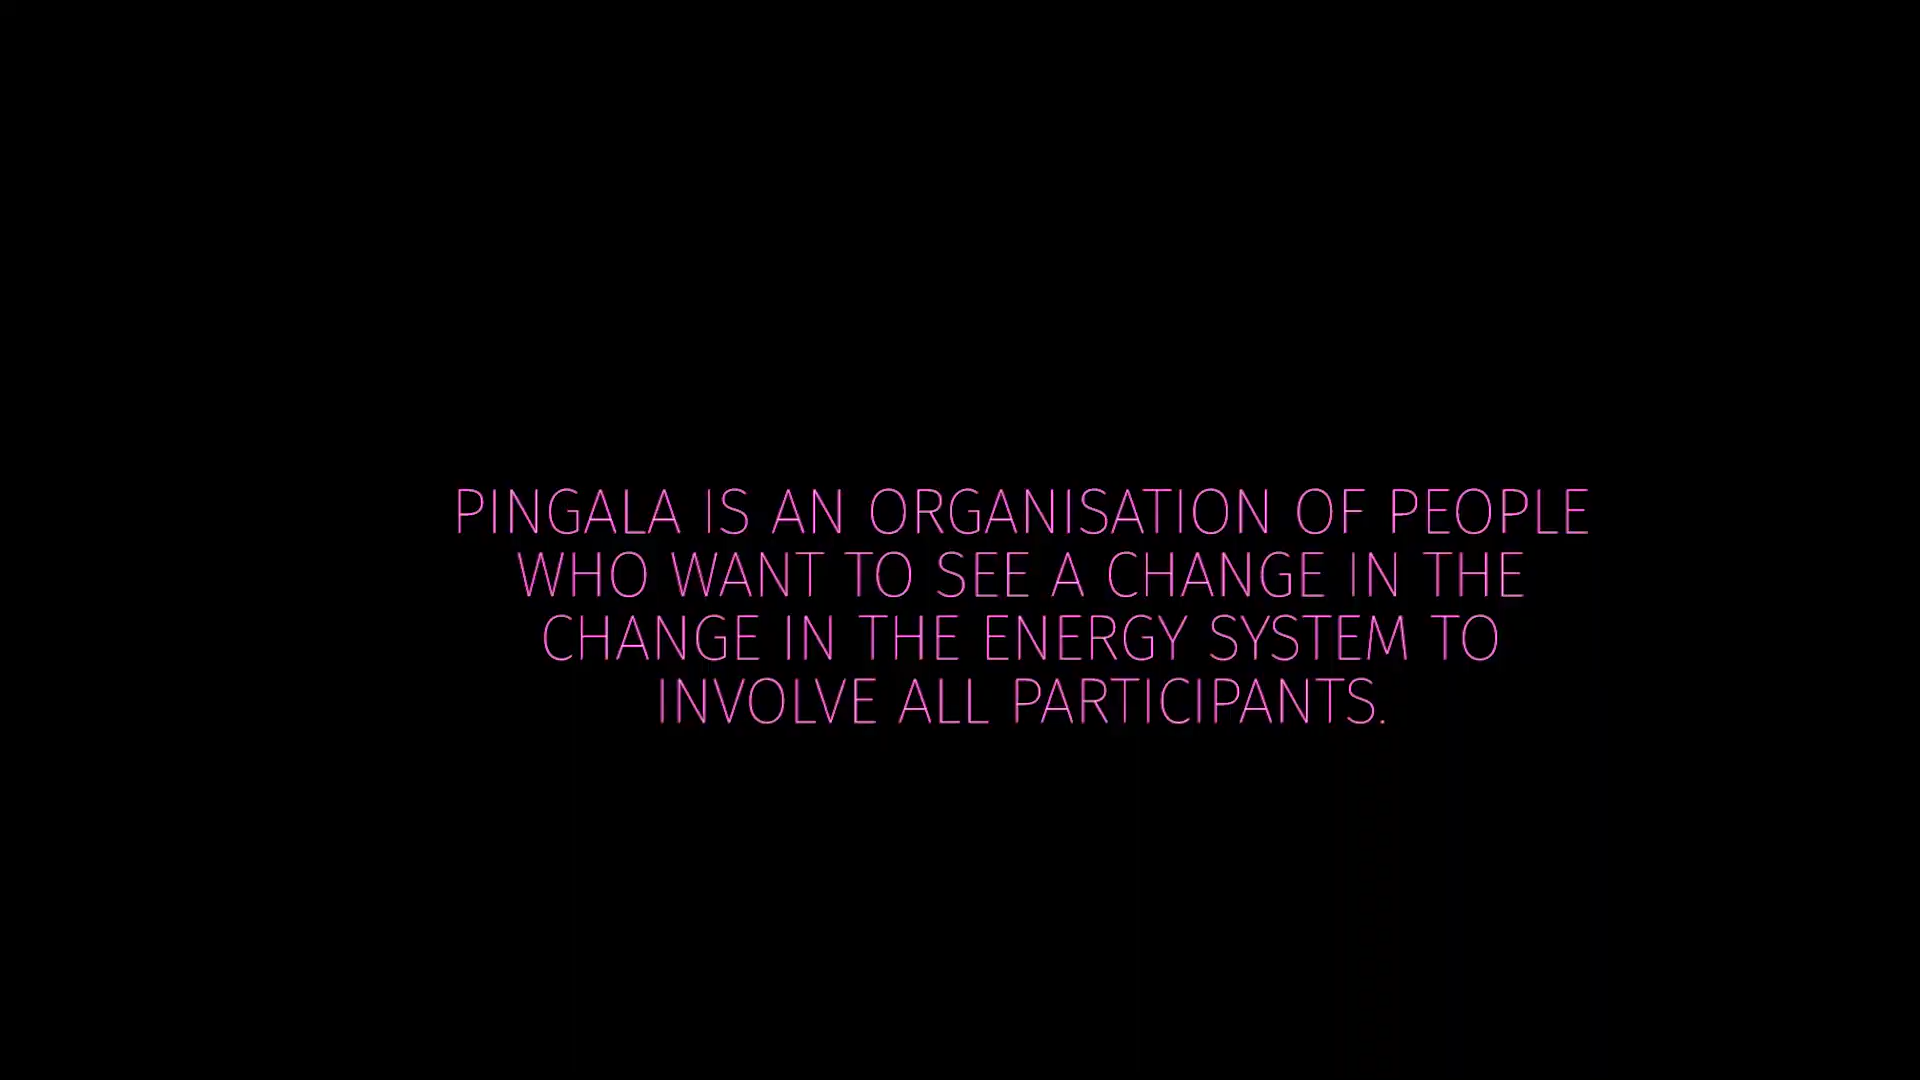 PINGALA IS AN ORGANISATION OF PEOPLE
WHO WANT TO SEE A CHANGE IN THE
CHANGE IN THE ENERGY SYSTEM TO
INVOLVE ALL PARTICIPANTS.